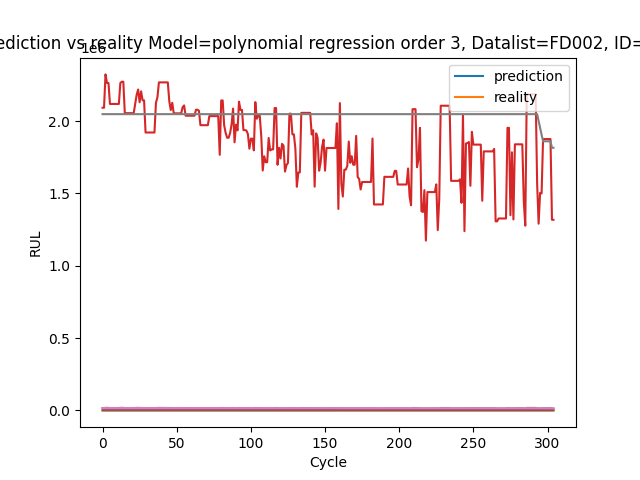 ediction vs reality Model=polynomial regression order 3, Datalist=FD002, ID=
1e6
prediction
reality
2.0
1.5
1.0
0.5
0.0
RUL
0 50 100 150 200 250 300
Cycle